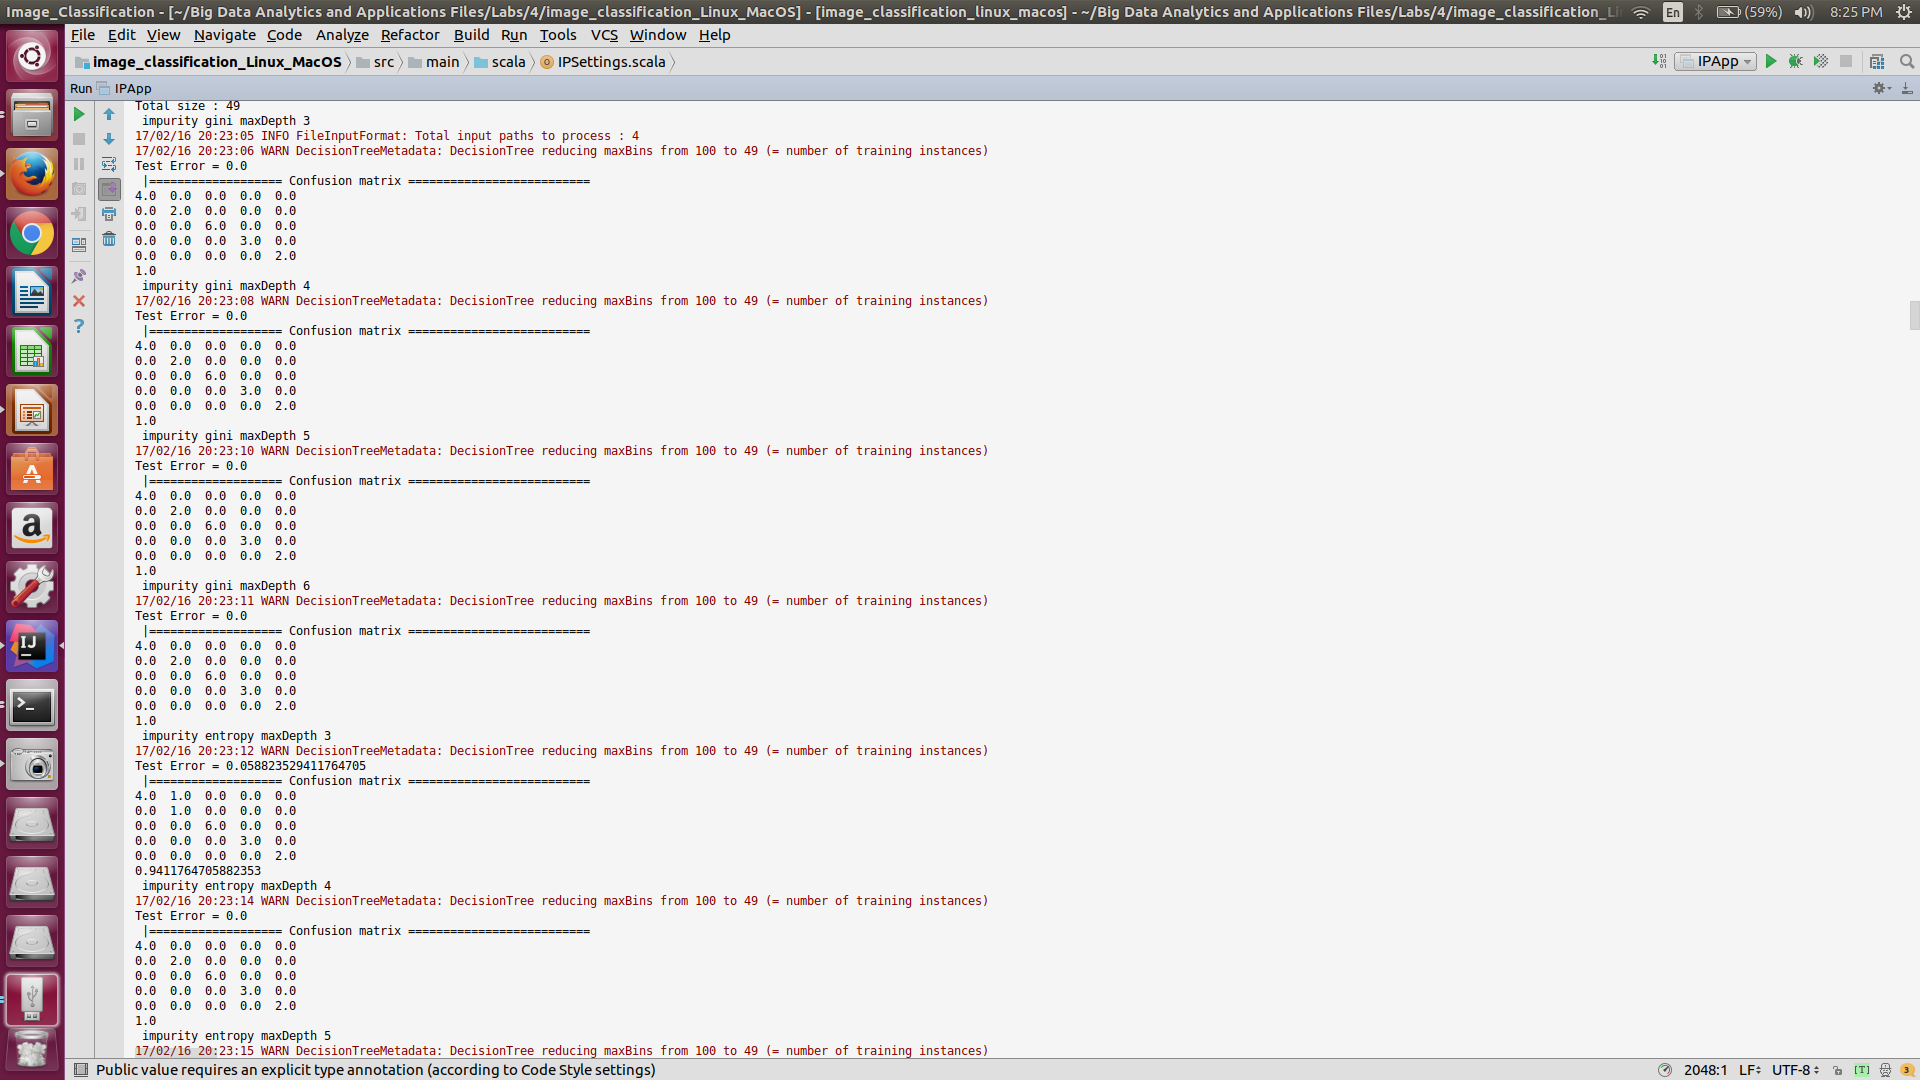 Image_Classification - [~/Big Data Analytics and Applications Files/Labs/4/image_classification_Linux_MacOS] - [image_classification_linux_macos] - ~/Big Data Analytics and Applications Files/Labs/4/image_classification_Li
En
(59%)
8:25 PM
File Edit View Navigate Code Analyze Refactor Build Run Tools VCS Window Help
image_classification_Linux_MacOS src main scala IPSettings.scala
IPApp
Run IPApp
Total size : 49
impurity gini maxDepth 3
17/02/16 20:23:05 INFO FileInputFormat: Total input paths to process : 4
17/02/16 20:23:06 WARN DecisionTreeMetadata: DecisionTree reducing maxBins from 100 to 49 (= number of training instances)
Test Error = 0.0
|=================== Confusion matrix ==========================
4.0 0.0 0.0 0.0 0.0
0.0 2.0 0.0 0.0 0.0
0.0 0.0 6.0 0.0 0.0
0.0 0.0 0.0 3.0 0.0
0.0 0.0 0.0 0.0 2.0
1.0
impurity gini maxDepth 4
17/02/16 20:23:08 WARN DecisionTreeMetadata: DecisionTree reducing maxBins from 100 to 49 (= number of training instances)
Test Error = 0.0
|=================== Confusion matrix ==========================
4.0 0.0 0.0 0.0 0.0
0.0 2.0 0.0 0.0 0.0
0.0 0.0 6.0 0.0 0.0
0.0 0.0 0.0 3.0 0.0
0.0 0.0 0.0 0.0 2.0
1.0
impurity gini maxDepth 5
17/02/16 20:23:10 WARN DecisionTreeMetadata: DecisionTree reducing maxBins from 100 to 49 (= number of training instances)
Test Error = 0.0
|=================== Confusion matrix ==========================
4.0 0.0 0.0 0.0 0.0
0.0 2.0 0.0 0.0 0.0
0.0 0.0 6.0 0.0 0.0
0.0 0.0 0.0 3.0 0.0
0.0 0.0 0.0 0.0 2.0
1.0
impurity gini maxDepth 6
17/02/16 20:23:11 WARN DecisionTreeMetadata: DecisionTree reducing maxBins from 100 to 49 (= number of training instances)
Test Error = 0.0
|=================== Confusion matrix ==========================
4.0 0.0 0.0 0.0 0.0
0.0 2.0 0.0 0.0 0.0
0.0 0.0 6.0 0.0 0.0
0.0 0.0 0.0 3.0 0.0
0.0 0.0 0.0 0.0 2.0
1.0
impurity entropy maxDepth 3
17/02/16 20:23:12 WARN DecisionTreeMetadata: DecisionTree reducing maxBins from 100 to 49 (= number of training instances)
Test Error = 0.058823529411764705
|=================== Confusion matrix ==========================
4.0 1.0 0.0 0.0 0.0
0.0 1.0 0.0 0.0 0.0
0.0 0.0 6.0 0.0 0.0
0.0 0.0 0.0 3.0 0.0
0.0 0.0 0.0 0.0 2.0
0.9411764705882353
impurity entropy maxDepth 4
17/02/16 20:23:14 WARN DecisionTreeMetadata: DecisionTree reducing maxBins from 100 to 49 (= number of training instances)
Test Error = 0.0
|=================== Confusion matrix ==========================
4.0 0.0 0.0 0.0 0.0
0.0 2.0 0.0 0.0 0.0
0.0 0.0 6.0 0.0 0.0
0.0 0.0 0.0 3.0 0.0
0.0 0.0 0.0 0.0 2.0
1.0
impurity entropy maxDepth 5
17/02/16 20:23:15 WARN DecisionTreeMetadata: DecisionTree reducing maxBins from 100 to 49 (= number of training instances)
Public value requires an explicit type annotation (according to Code Style settings)
2048:1 LF÷ UTF-8÷ [T] 3